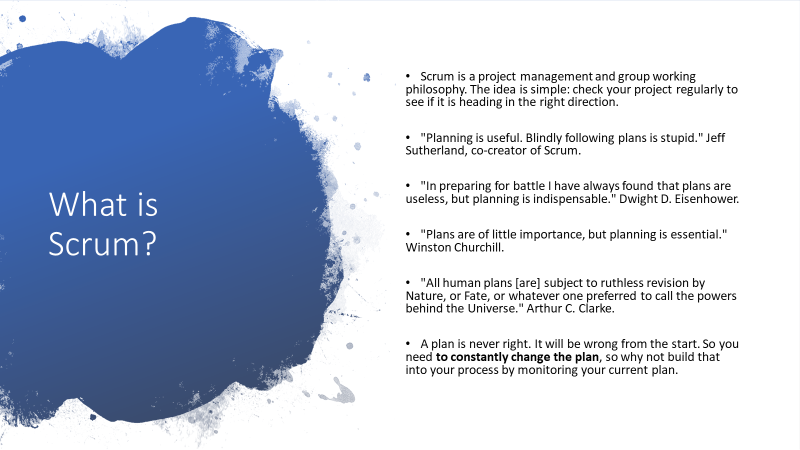 What is
Scrum?
• Scrum is a project management and group working
philosophy. The idea is simple: check your project regularly to
see if it is heading in the right direction.
• "Planning is useful. Blindly following plans is stupid." Jeff
Sutherland, co-creator of Scrum.
• "In preparing for battle I have always found that plans are
useless, but planning is indispensable." Dwight D. Eisenhower.
• "Plans are of little importance, but planning is essential."
Winston Churchill.
• "All human plans [are] subject to ruthless revision by
Nature, or Fate, or whatever one preferred to call the powers
behind the Universe." Arthur C. Clarke.
• A plan is never right. It will be wrong from the start. So you
need to constantly change the plan, so why not build that
into your process by monitoring your current plan.